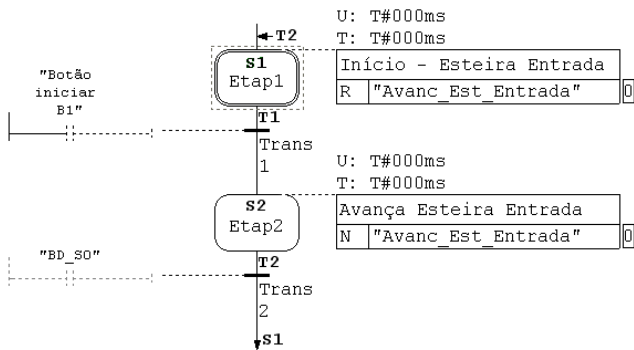 U: T#000ms
T2
T: T#000ms
S1
Etap1
Início - Esteira Entrada
R "Avanc_Est_Entrada" 0
"Botão
iniciar
B1"
T1
Trans
1
U: T#000ms
T: T#000ms
S2
Etap2
Avança Esteira Entrada
N "Avanc_Est_Entrada" 0
"BD_SO"
T2
Trans
2
S1